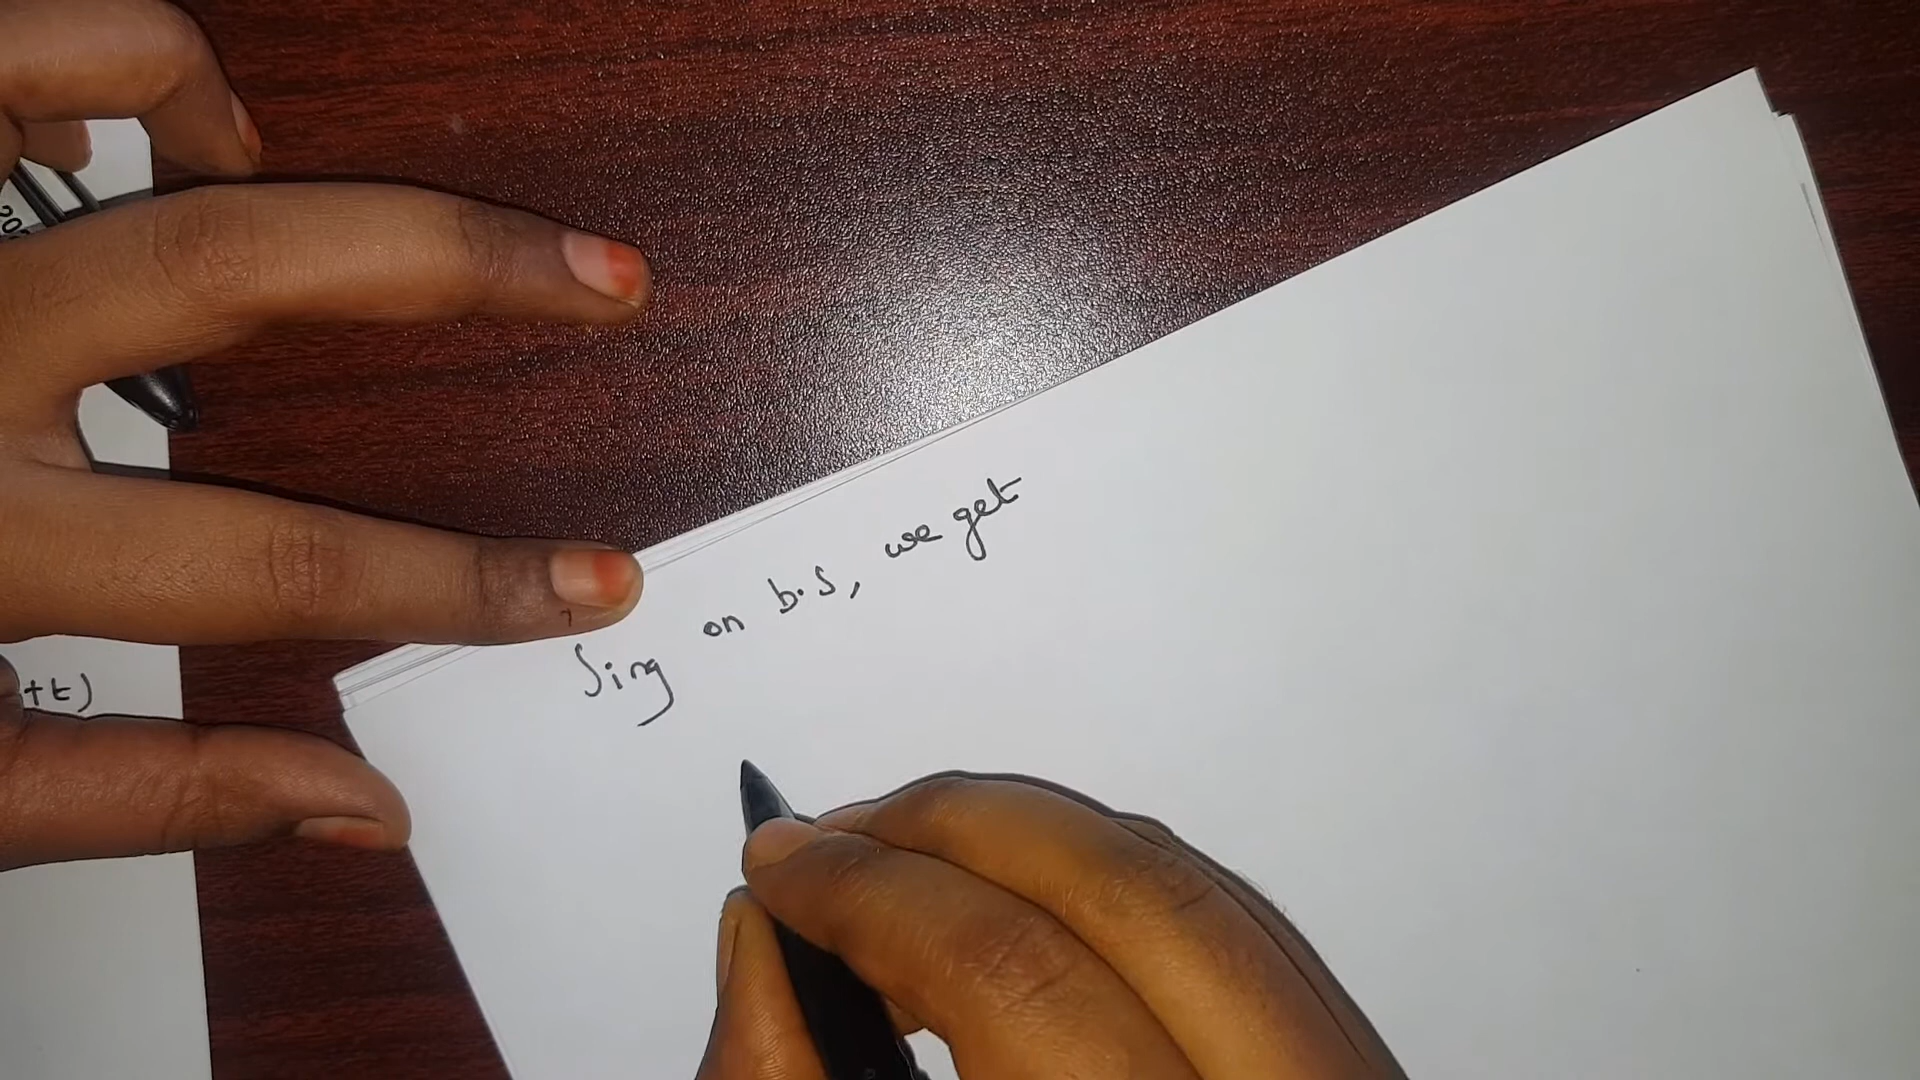 Sing on b.s, we get
+t)